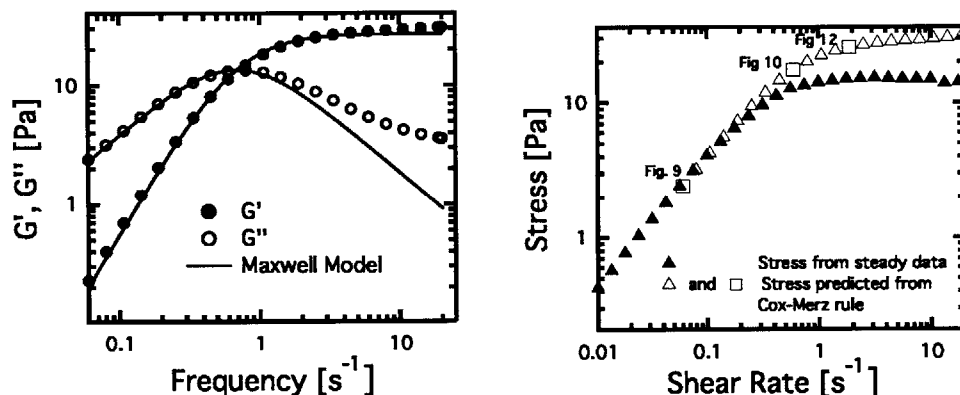 G', G'' [Pa]
10
1
0.1
1
10
Frequency [s⁻¹]
G'
G''
Maxwell Model
Stress [Pa]
10
1
0.01
0.1
1
10
Shear Rate [s⁻¹]
Fig 12
Fig 10
Fig. 9
Stress from steady data
and
Stress predicted from
Cox-Merz rule